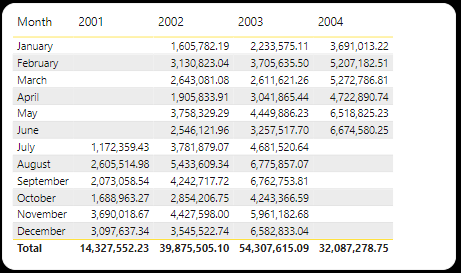 Month 2001 2002 2003 2004
January 1,605,782.19 2,233,575.11 3,691,013.22
February 3,130,823.04 3,705,635.50 5,207,182.51
March 2,643,081.08 2,611,621.26 5,272,786.81
April 1,905,833.91 3,041,865.44 4,722,890.74
May 3,758,329.29 4,449,886.23 6,518,825.23
June 2,546,121.96 3,257,517.70 6,674,580.25
July 1,172,359.43 3,781,879.07 4,681,520.64
August 2,605,514.98 5,433,609.34 6,775,857.07
September 2,073,058.54 4,242,717.72 6,762,753.81
October 1,688,963.27 2,854,206.75 4,243,366.59
November 3,690,018.67 4,427,598.00 5,961,182.68
December 3,097,637.34 3,545,522.74 6,582,833.04
Total 14,327,552.23 39,875,505.10 54,307,615.09 32,087,278.75